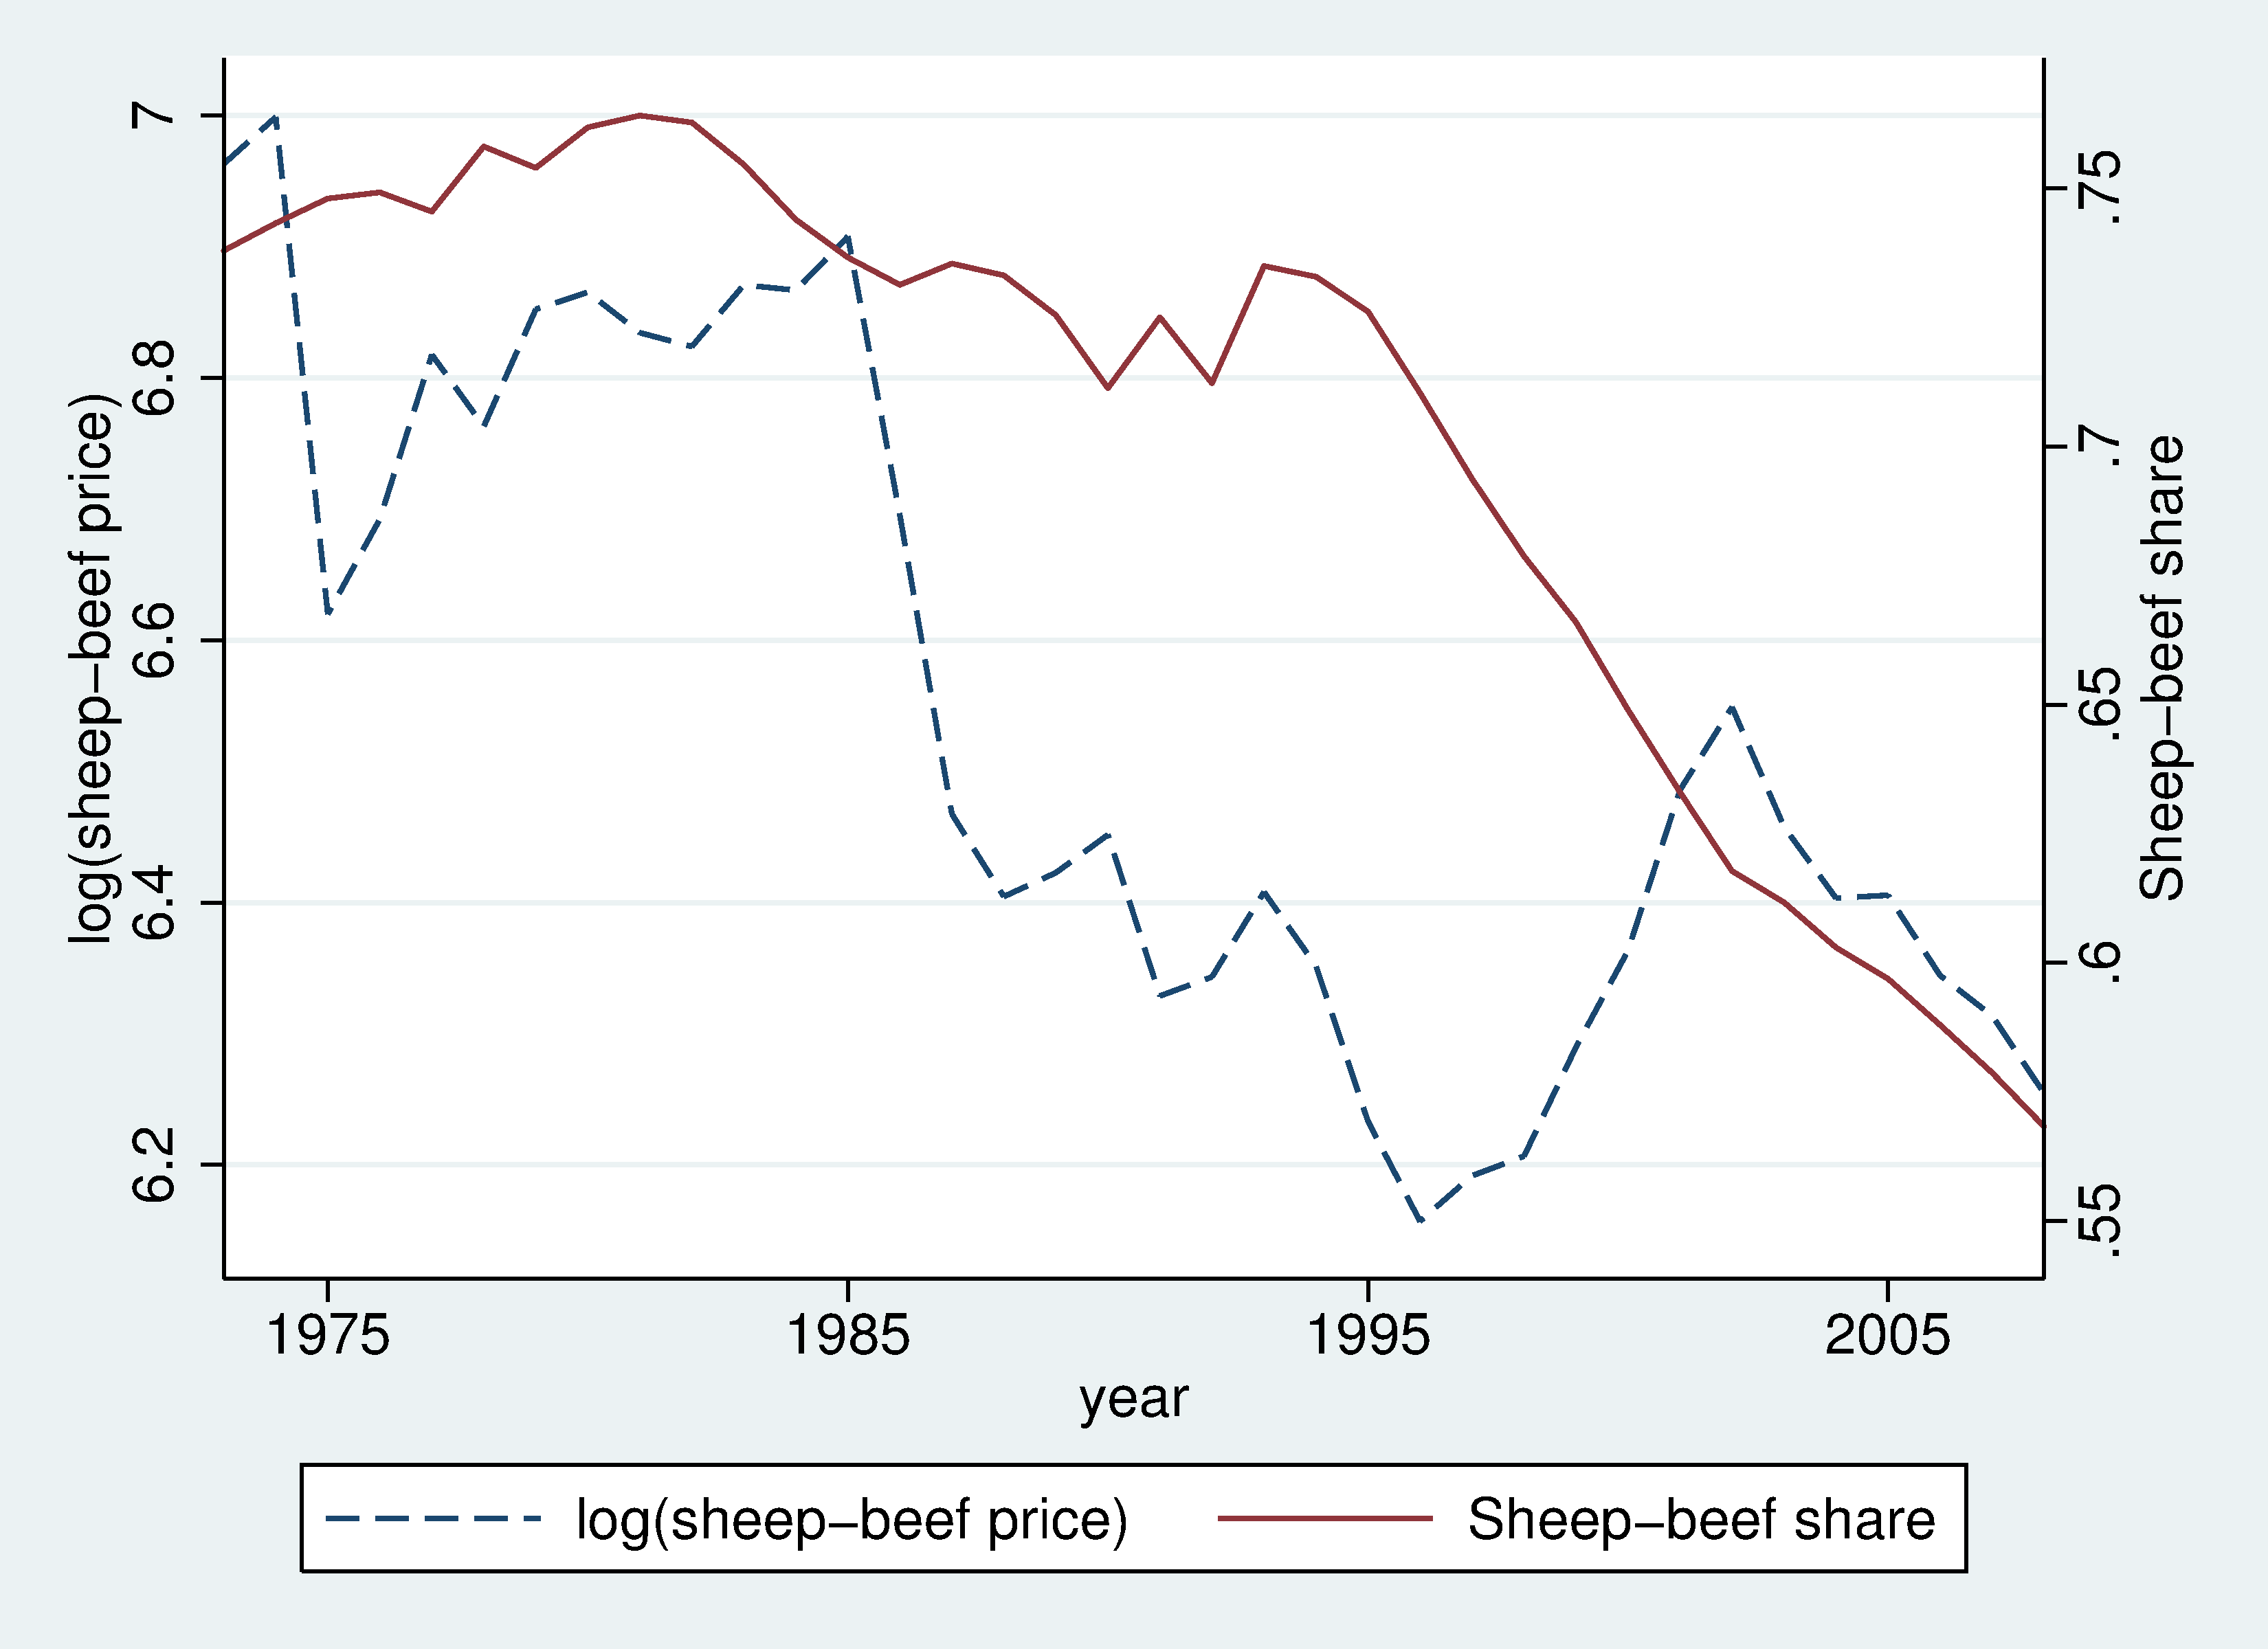 log(sheep–beef price)
7
6.8
6.6
6.4
6.2
.75
.7
.65
.6
.55
Sheep–beef share
1975 1985 1995 2005
year
log(sheep–beef price) Sheep–beef share